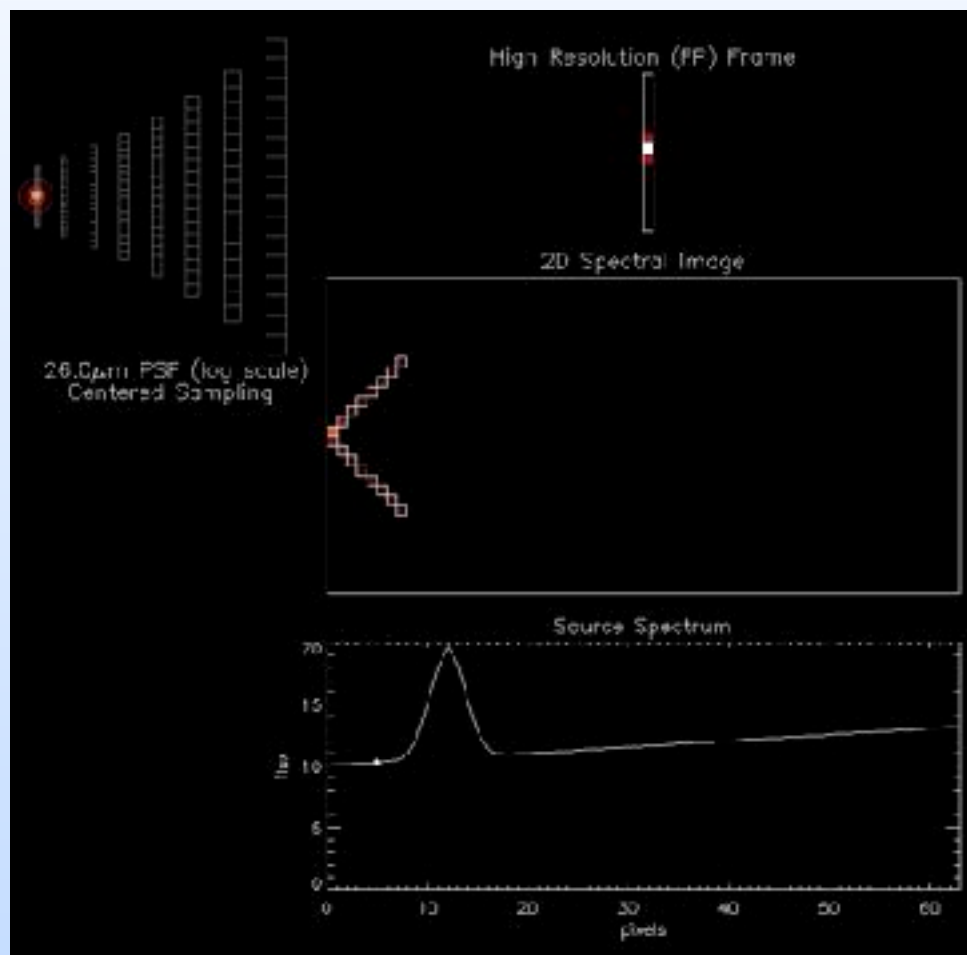 High Resolution (FF) Frame
2D Spectral Image
26.0μm PSF (log scale)
Centered Sampling
Source Spectrum
20
15
10
5
0
flux
0 10 20 30 40 50 60
pixels